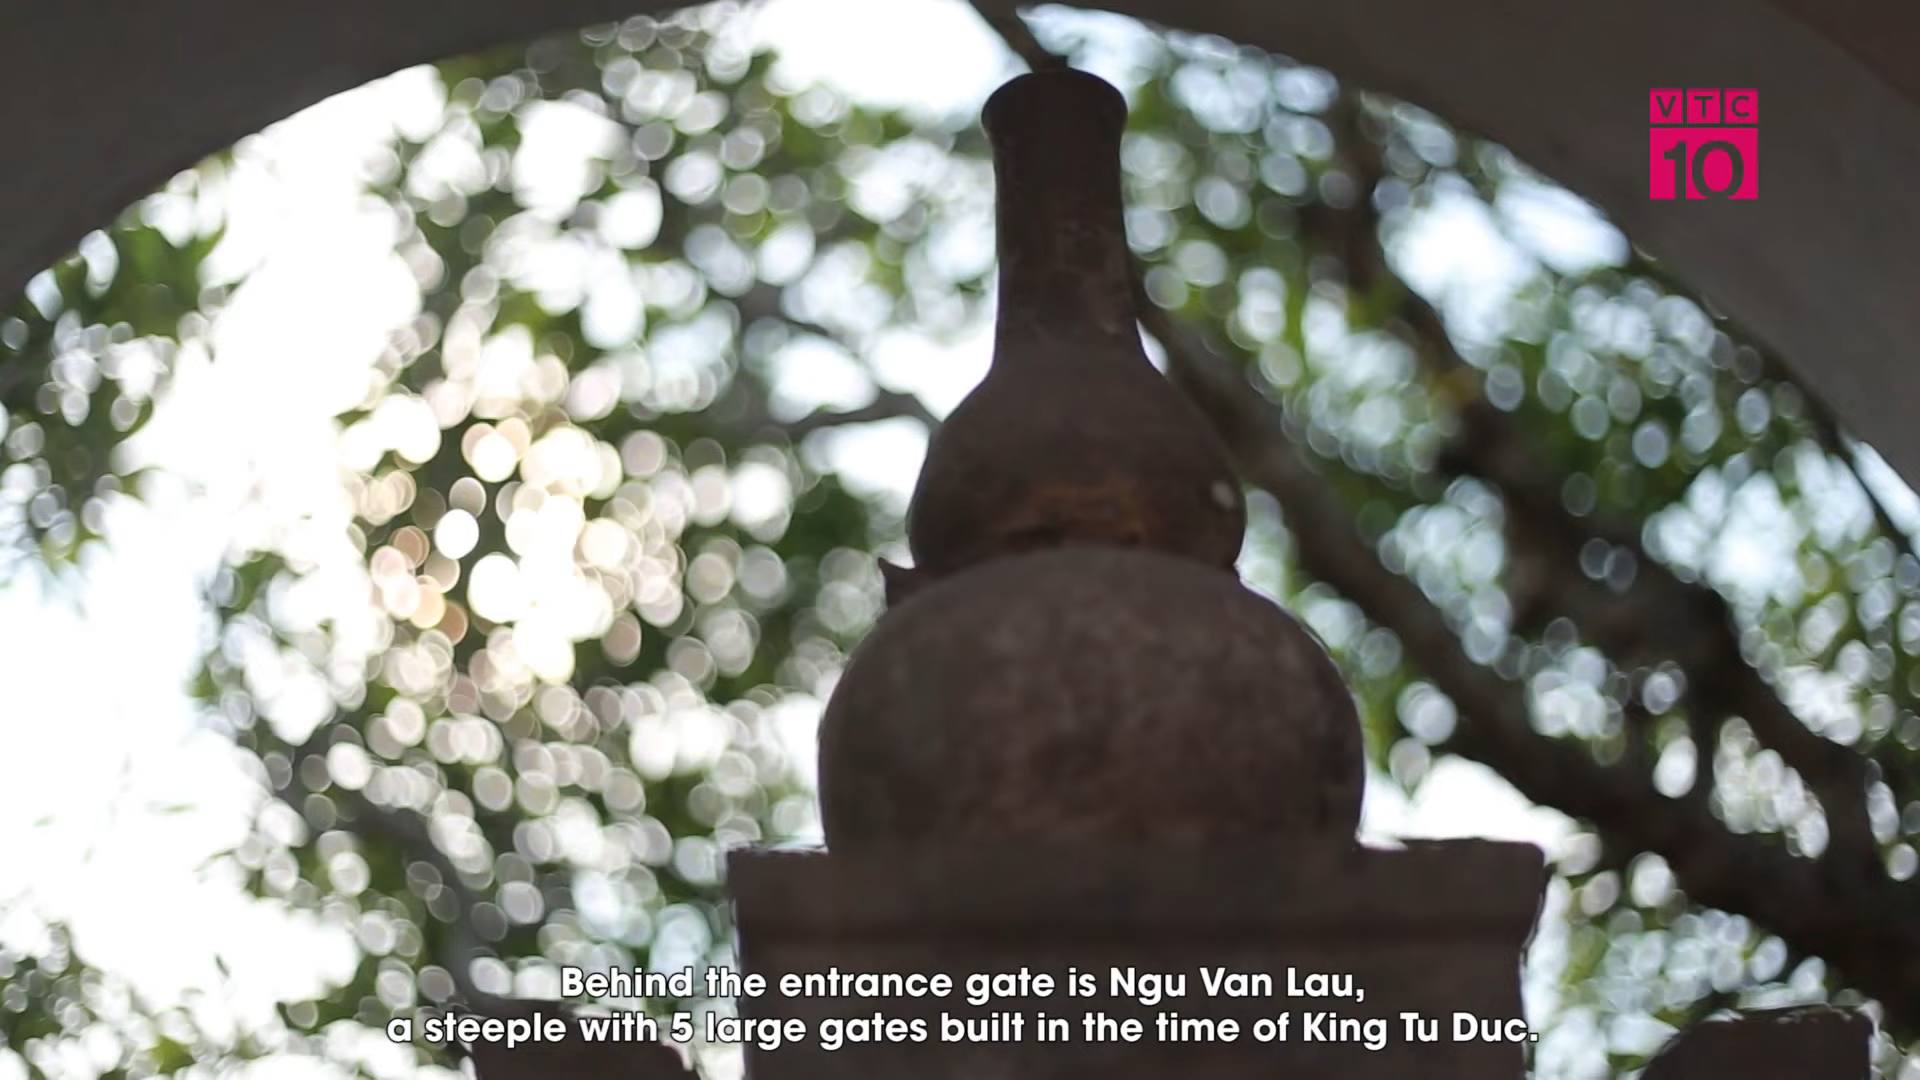 VTC
10
Behind the entrance gate is Ngu Van Lau,
a steeple with 5 large gates built in the time of King Tu Duc.